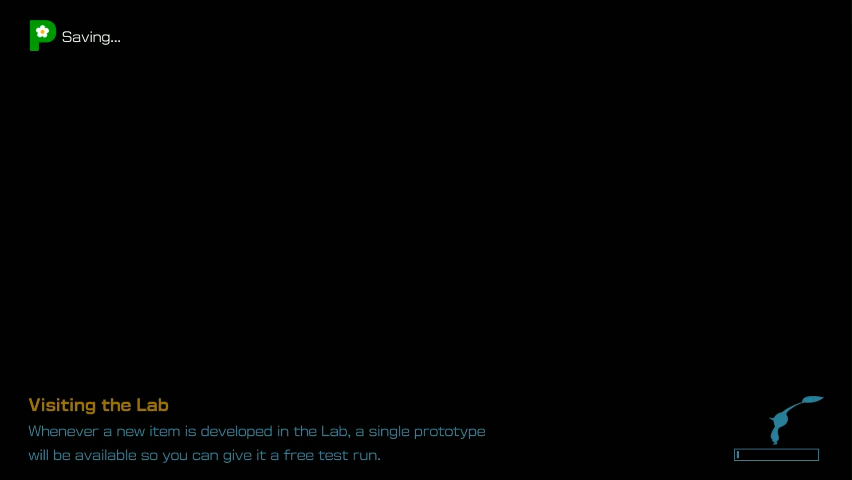 P Saving...
Visiting the Lab
Whenever a new item is developed in the Lab, a single prototype
will be available so you can give it a free test run.